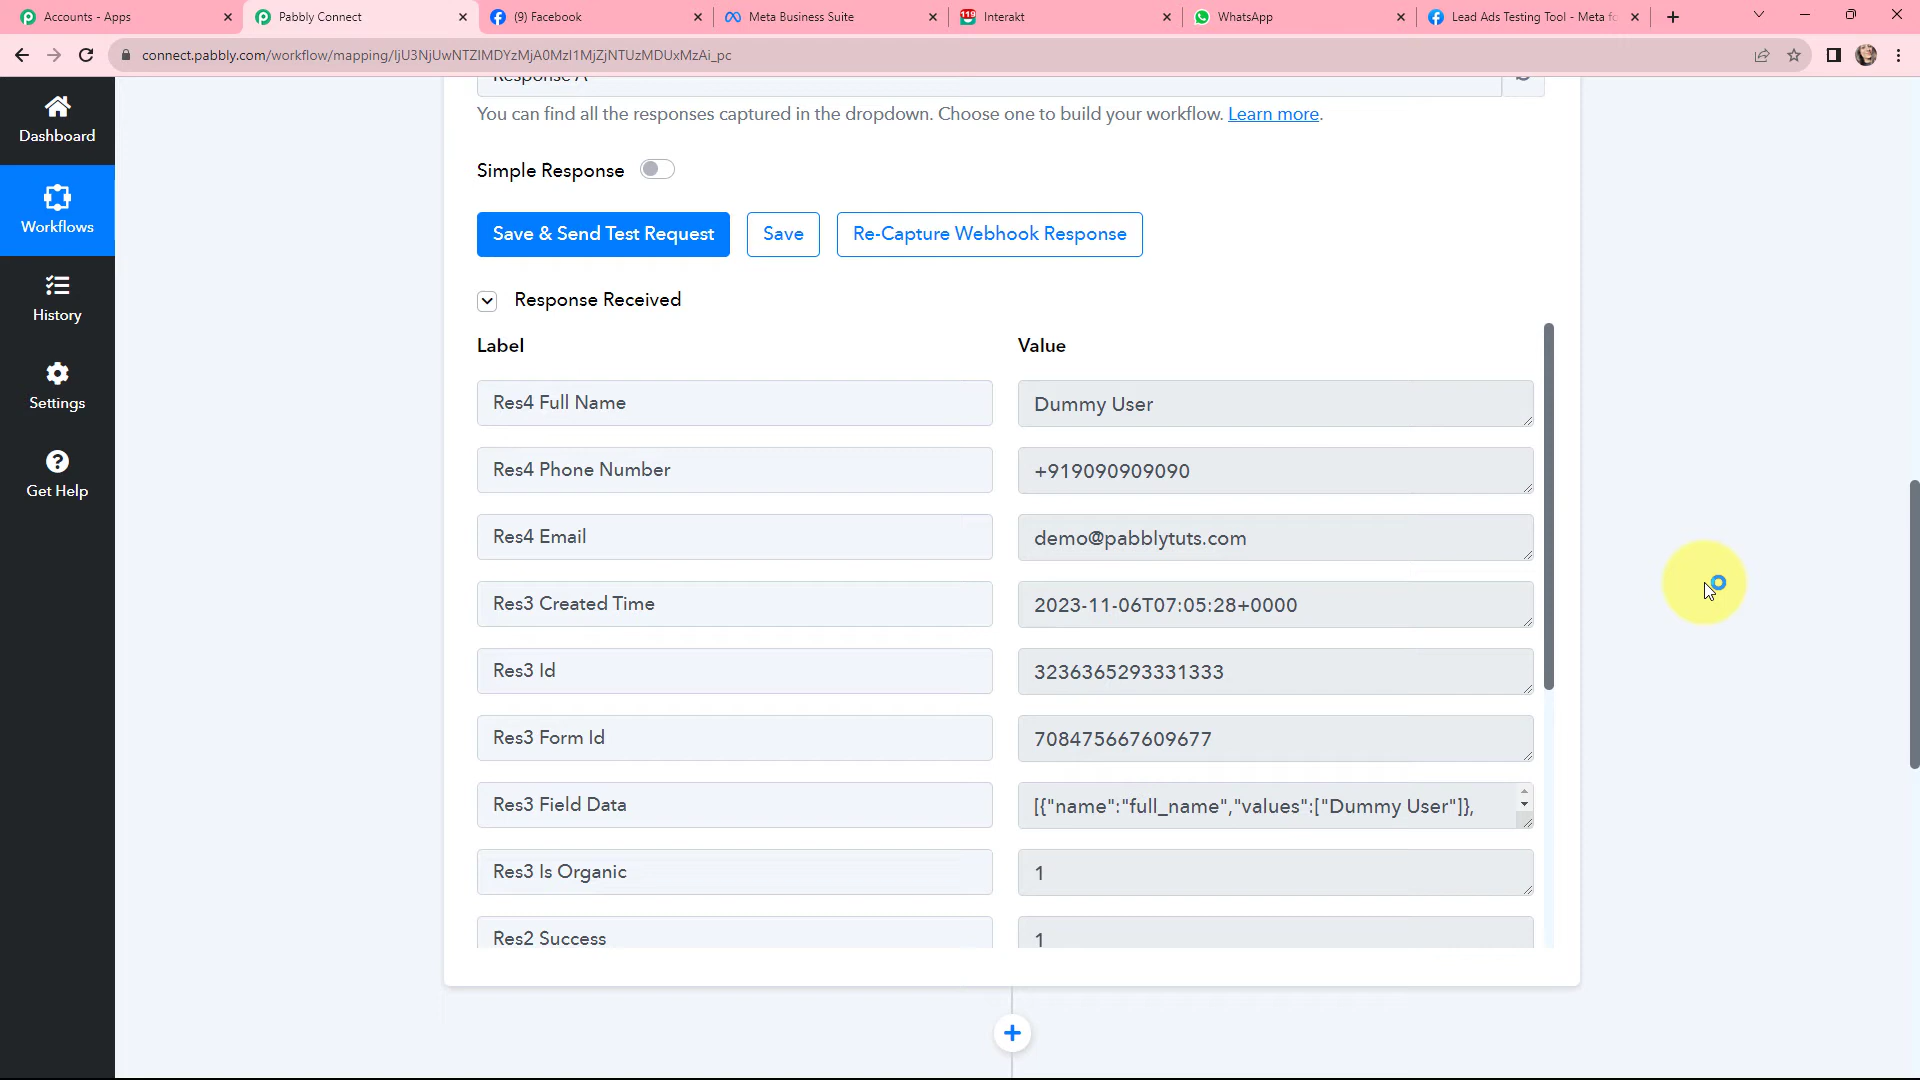 Accounts - Apps
Pabbly Connect
(9) Facebook
Meta Business Suite
119
Interakt
WhatsApp
Lead Ads Testing Tool - Meta fo
connect.pabbly.com/workflow/mapping/IjU3NjUwNTZlMDYzMjA0MzI1MjZjNTUzMDUxMzAi_pc
Dashboard
Workflows
History
Settings
Get Help
Response A
You can find all the responses captured in the dropdown. Choose one to build your workflow. Learn more.
Simple Response
Save & Send Test Request
Save
Re-Capture Webhook Response
Response Received
Label
Value
Res4 Full Name
Dummy User
Res4 Phone Number
+919090909090
Res4 Email
demo@pabblytuts.com
Res3 Created Time
2023-11-06T07:05:28+0000
Res3 Id
3236365293331333
Res3 Form Id
708475667609677
Res3 Field Data
[{"name":"full_name","values":["Dummy User"]},
Res3 Is Organic
1
Res2 Success
1